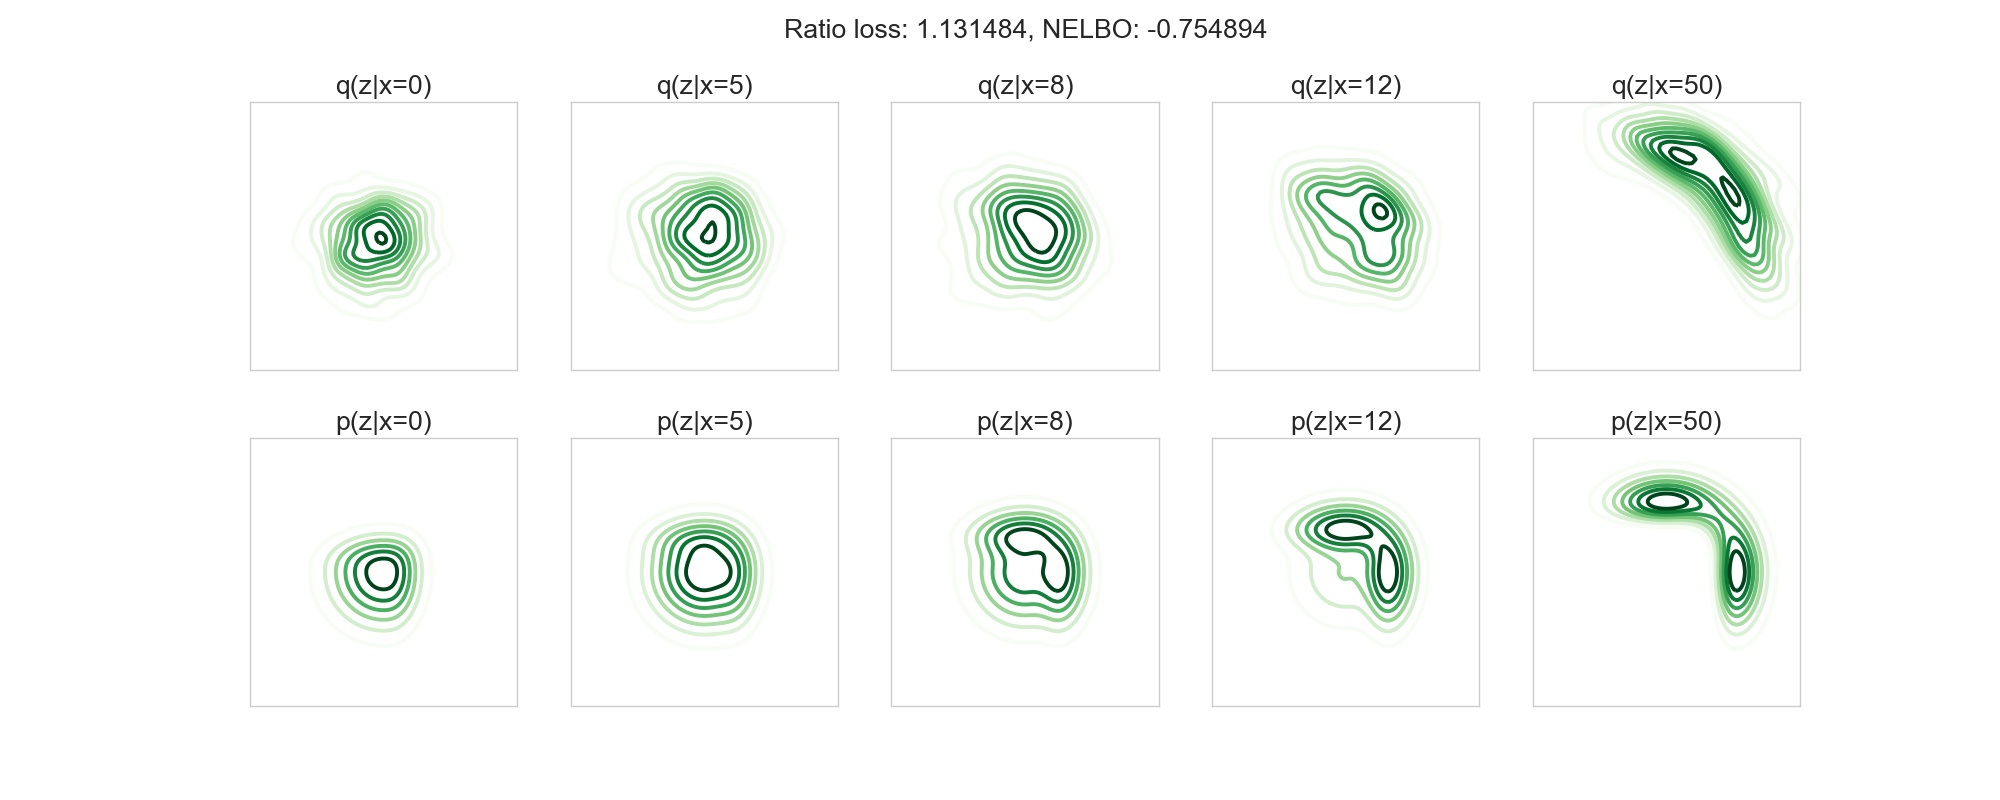 Ratio loss: 1.131484, NELBO: -0.754894
q(z|x=0) q(z|x=5) q(z|x=8) q(z|x=12) q(z|x=50)
p(z|x=0) p(z|x=5) p(z|x=8) p(z|x=12) p(z|x=50)